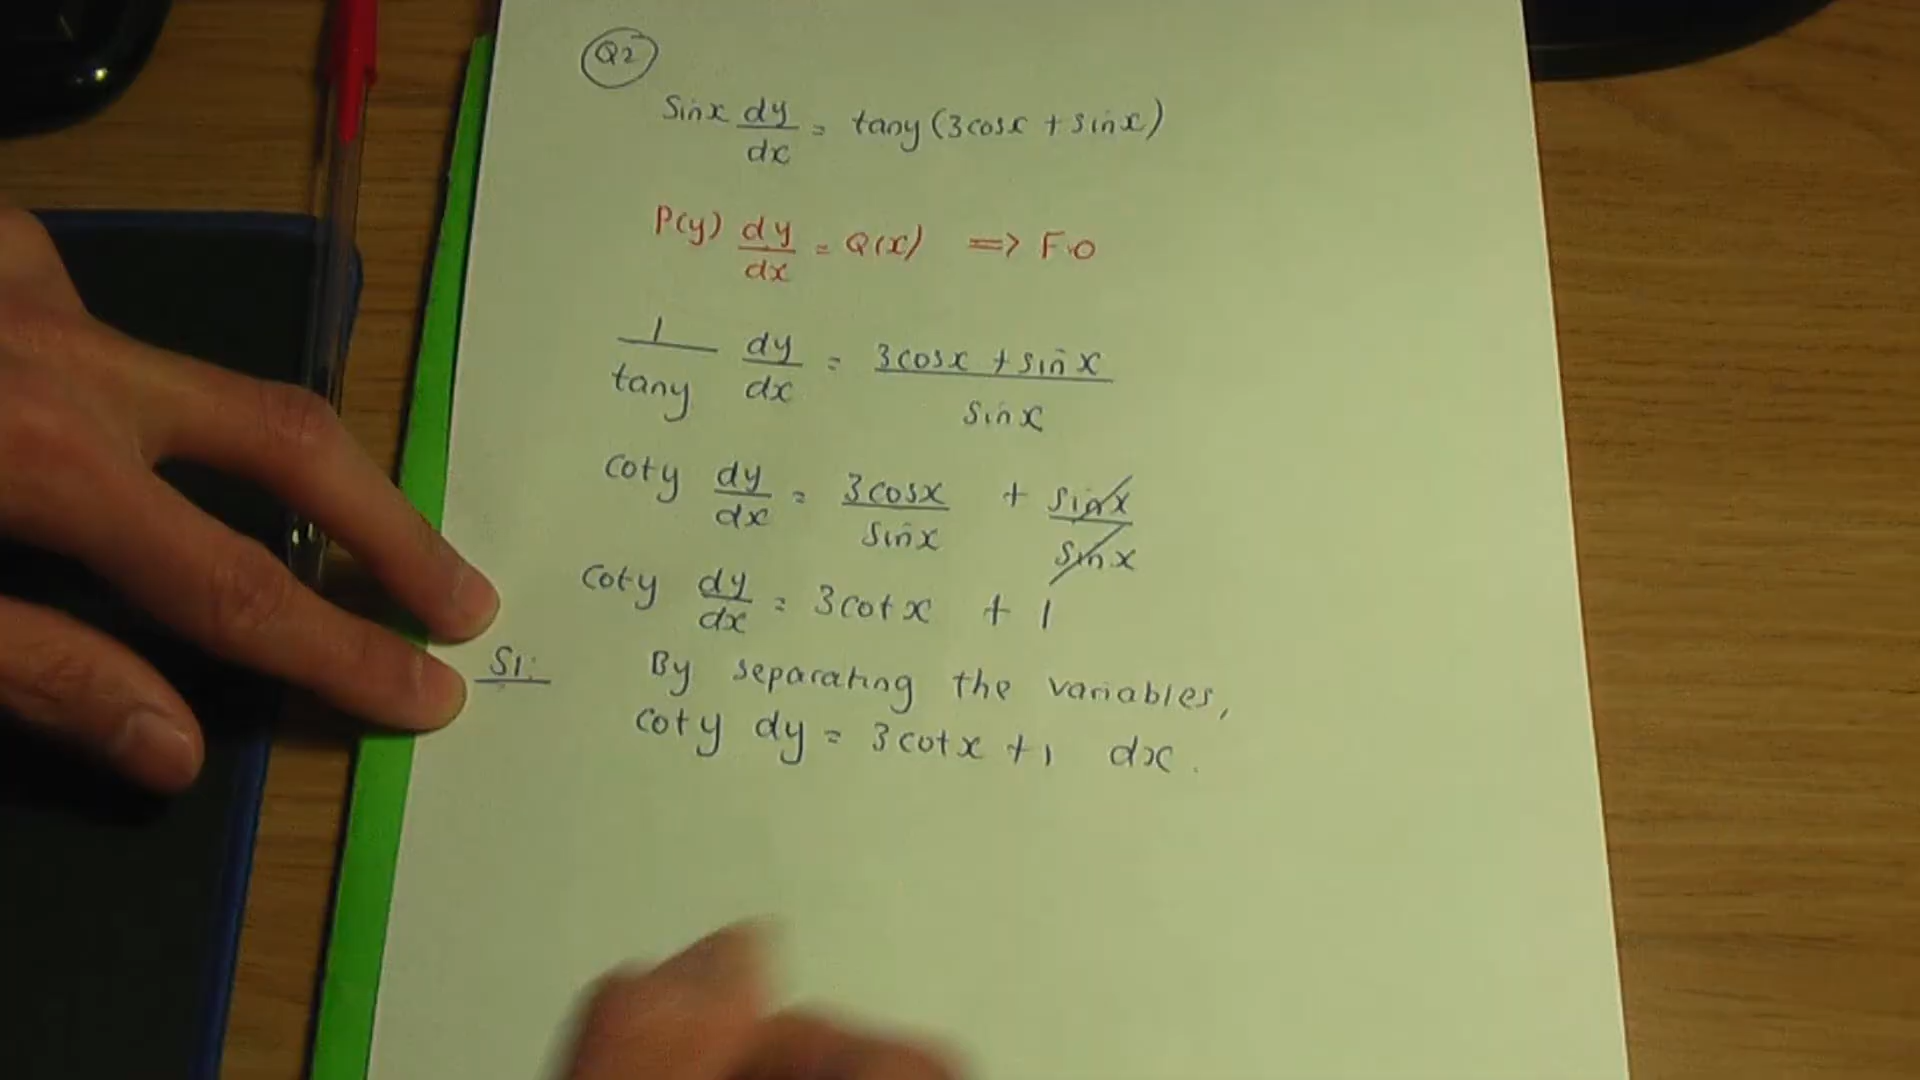 Q2
sinx dy/dx = tany (3cosx + sinx)
P(y) dy/dx = Q(x) => F.O
1/tany dy/dx = 3cosx + sinx / sinx
coty dy/dx = 3cosx/sinx + sinx/sinx
coty dy/dx = 3cotx + 1
S1: By separating the variables,
coty dy = 3cotx + 1 dx.